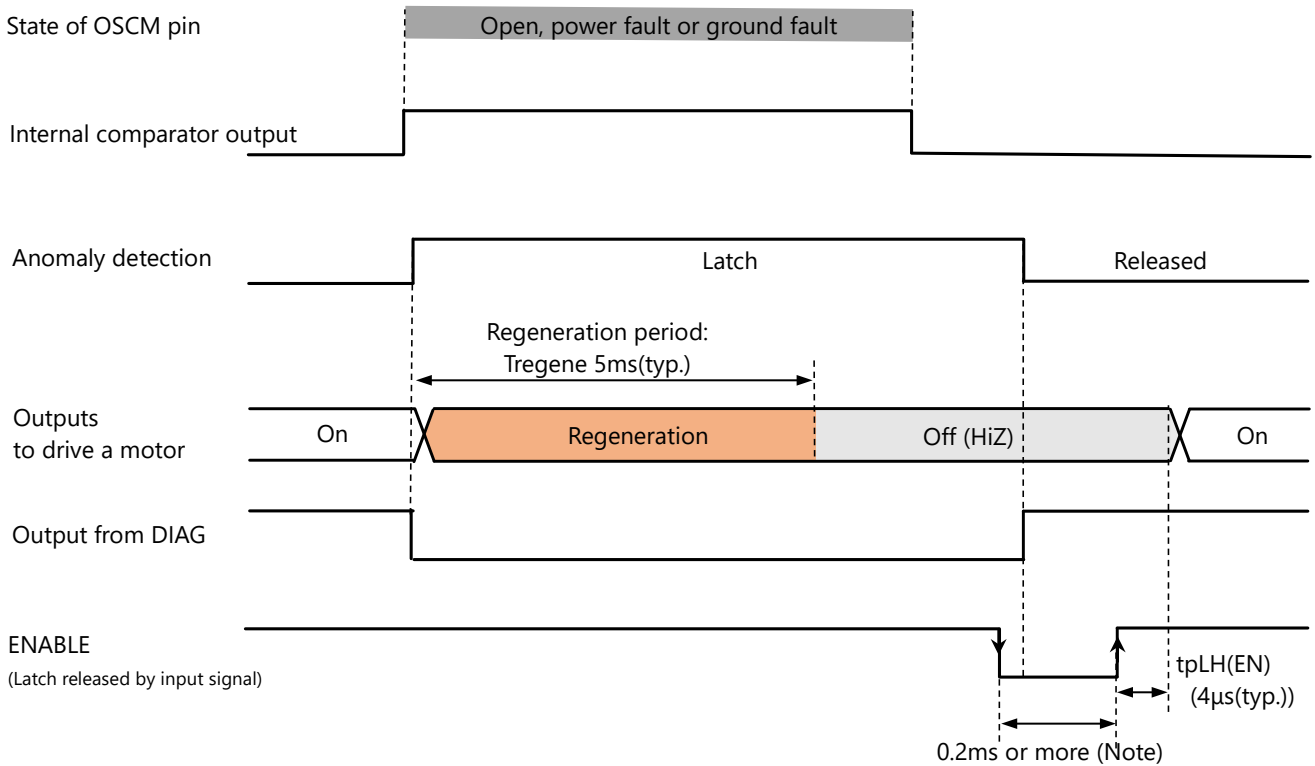 State of OSCM pin
Open, power fault or ground fault
Internal comparator output
Anomaly detection
Latch
Released
Regeneration period:
Tregene 5ms(typ.)
Outputs
to drive a motor
On
Regeneration
Off (HiZ)
On
Output from DIAG
ENABLE
(Latch released by input signal)
tpLH(EN)
(4µs(typ.))
0.2ms or more (Note)